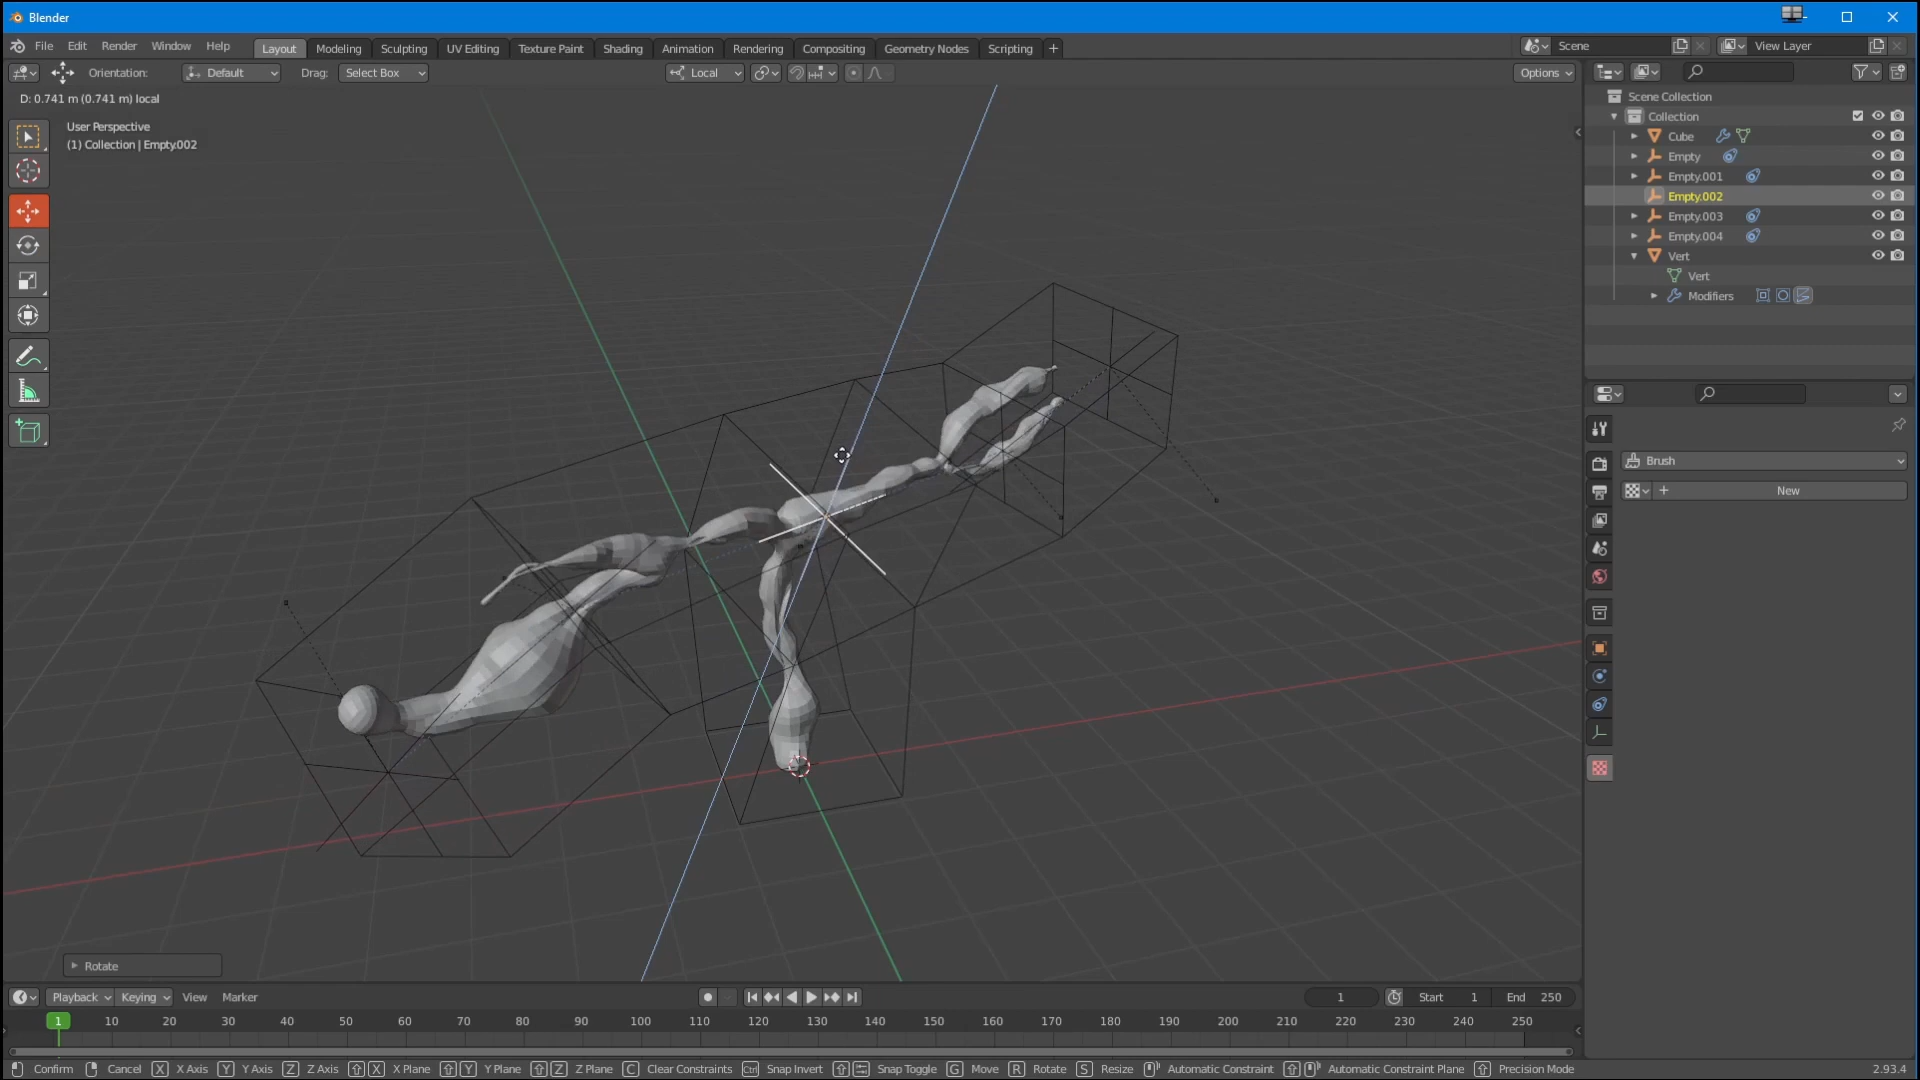 Blender
File Edit Render Window Help
Layout Modeling Sculpting UV Editing Texture Paint Shading Animation Rendering Compositing Geometry Nodes Scripting +
Scene
View Layer
Orientation: Default Drag: Select Box
Local
Options
D: 0.741 m (0.741 m) local
User Perspective
(1) Collection | Empty.002
Scene Collection
Collection
Cube
Empty
Empty.001
Empty.002
Empty.003
Empty.004
Vert
Vert
Modifiers
Brush
New
Rotate
Playback Keying View Marker
1 Start 1 End 250
1 10 20 30 40 50 60 70 80 90 100 110 120 130 140 150 160 170 180 190 200 210 220 230 240 250
Confirm Cancel X X Axis Y Y Axis Z Z Axis X X Plane Y Y Plane Z Z Plane C Clear Constraints Ctrl Snap Invert Snap Toggle G Move R Rotate S Resize Automatic Constraint Automatic Constraint Plane Precision Mode 2.93.4